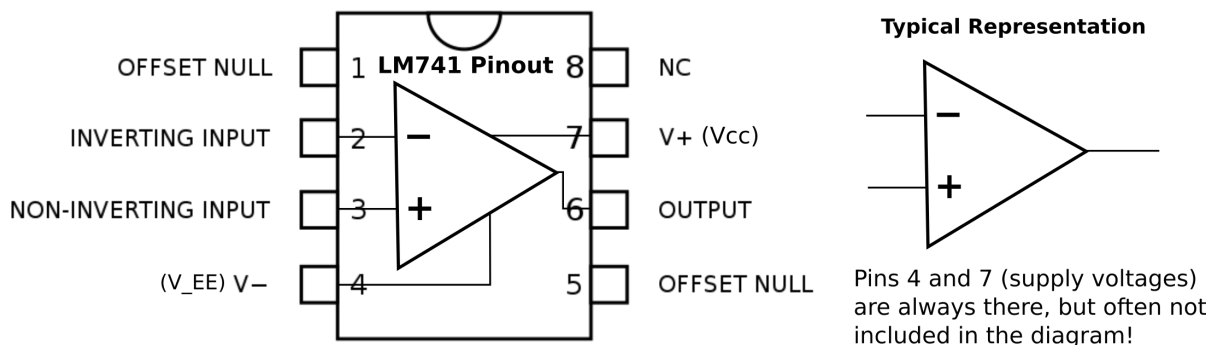 Typical Representation
LM741 Pinout
OFFSET NULL 1 8 NC
INVERTING INPUT 2 − 7 V+ (Vcc)
NON-INVERTING INPUT 3 + 6 OUTPUT
(V_EE) V− 4 5 OFFSET NULL
−
+
Pins 4 and 7 (supply voltages)
are always there, but often not
included in the diagram!